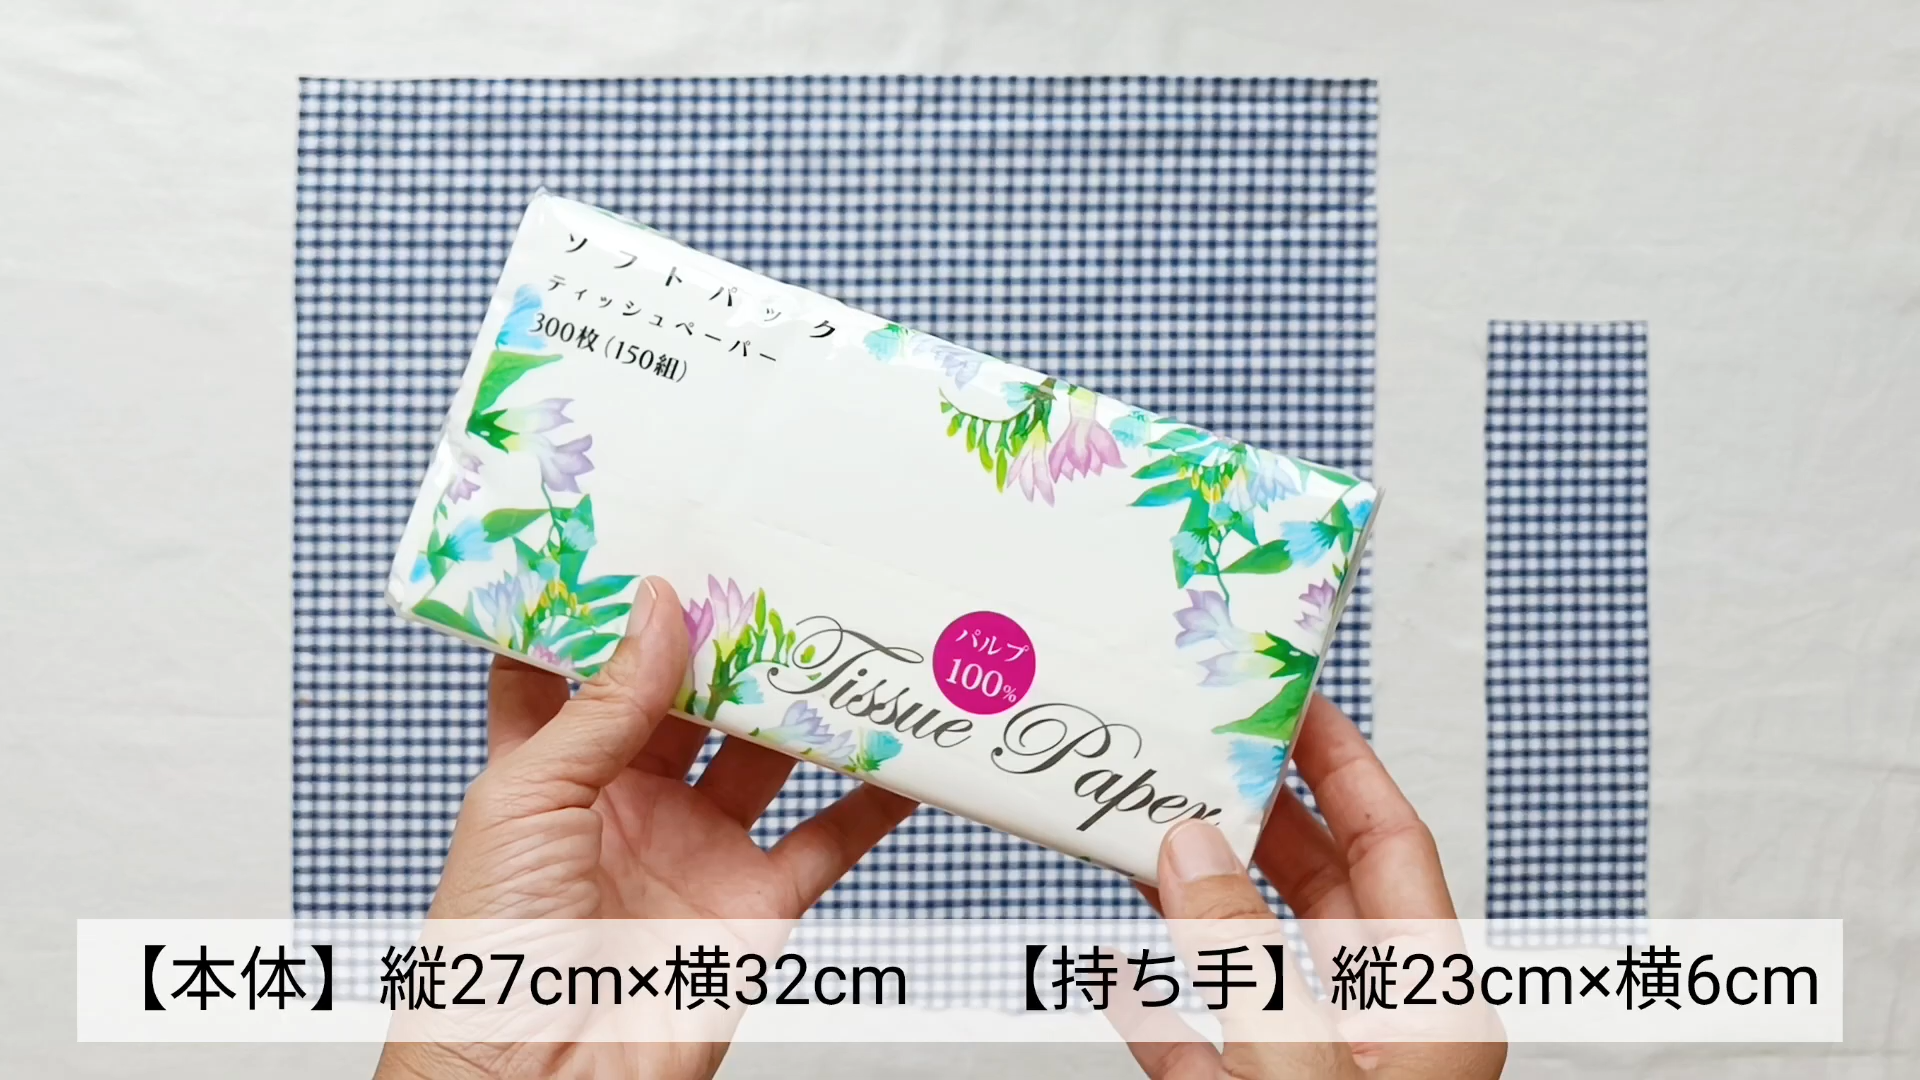 ソフトパック
ティッシュペーパー
300枚(150組)
パルプ
100%
Tissue Paper
【本体】縦27cm×横32cm 【持ち手】縦23cm×横6cm